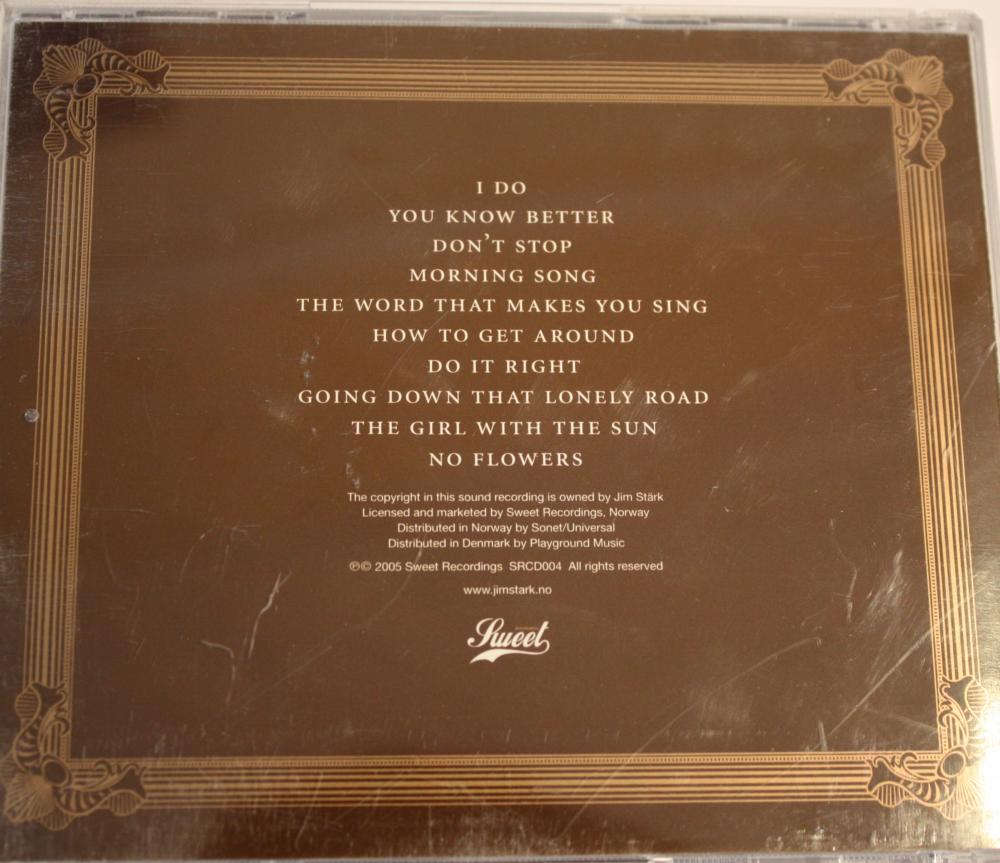 I DO
YOU KNOW BETTER
DON'T STOP
MORNING SONG
THE WORD THAT MAKES YOU SING
HOW TO GET AROUND
DO IT RIGHT
GOING DOWN THAT LONELY ROAD
THE GIRL WITH THE SUN
NO FLOWERS
The copyright in this sound recording is owned by Jim Stärk
Licensed and marketed by Sweet Recordings, Norway
Distributed in Norway by Sonet/Universal
Distributed in Denmark by Playground Music
℗© 2005 Sweet Recordings SRCD004 All rights reserved
www.jimstark.no
Sweet